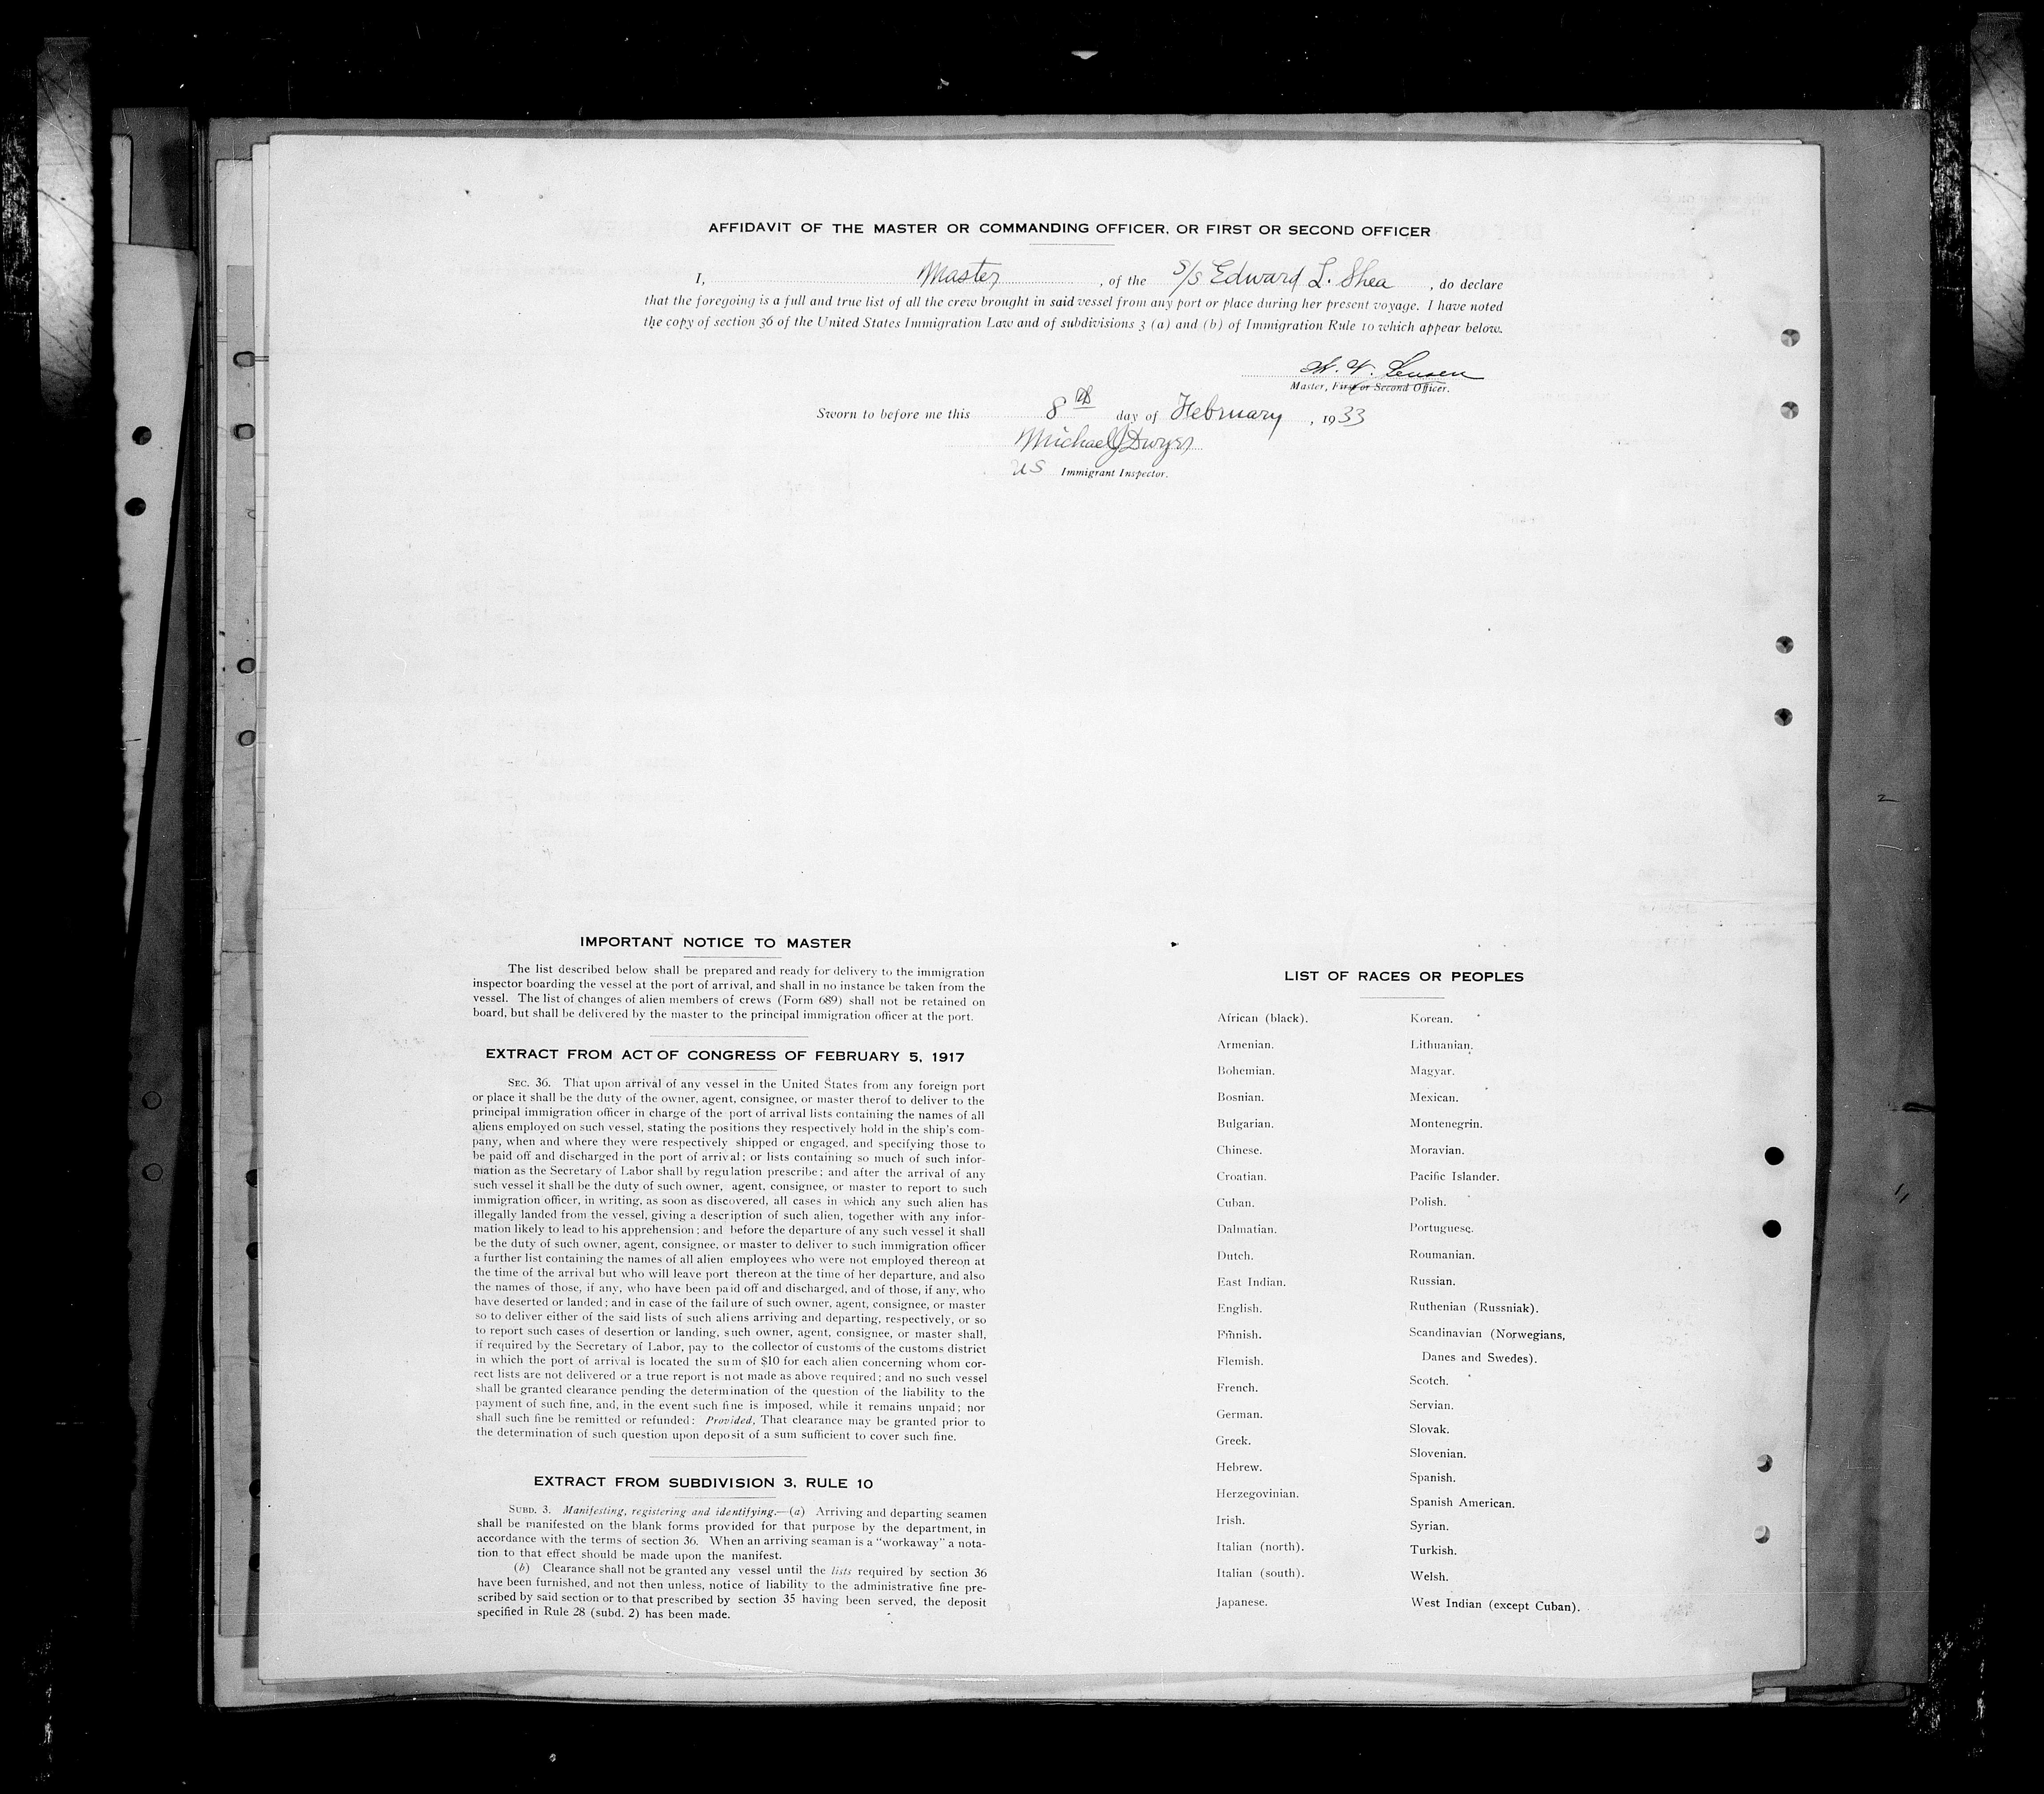 AFFIDAVIT OF THE MASTER OR COMMANDING OFFICER, OR FIRST OR SECOND OFFICER
I, Master, of the S/S Edward L. Shea, do declare
that the foregoing is a full and true list of all the crew brought in said vessel from any port or place during her present voyage. I have noted
the copy of section 36 of the United States Immigration Law and of subdivisions 3 (a) and (b) of Immigration Rule 10 which appear below.
Master, First or Second Officer.
Sworn to before me this 8th day of February, 1933
Michael J Dwyer
US Immigrant Inspector.
IMPORTANT NOTICE TO MASTER
The list described below shall be prepared and ready for delivery to the immigration
inspector boarding the vessel at the port of arrival, and shall in no instance be taken from the
vessel. The list of changes of alien members of crews (Form 689) shall not be retained on
board, but shall be delivered by the master to the principal immigration officer at the port.
EXTRACT FROM ACT OF CONGRESS OF FEBRUARY 5, 1917
SEC. 36. That upon arrival of any vessel in the United States from any foreign port
or place it shall be the duty of the owner, agent, consignee, or master therof to deliver to the
principal immigration officer in charge of the port of arrival lists containing the names of all
aliens employed on such vessel, stating the positions they respectively hold in the ship's com-
pany, when and where they were respectively shipped or engaged, and specifying those to
be paid off and discharged in the port of arrival; or lists containing so much of such infor-
mation as the Secretary of Labor shall by regulation prescribe; and after the arrival of any
such vessel it shall be the duty of such owner, agent, consignee, or master to report to such
immigration officer, in writing, as soon as discovered, all cases in which any such alien has
illegally landed from the vessel, giving a description of such alien, together with any infor-
mation likely to lead to his apprehension; and before the departure of any such vessel it shall
be the duty of such owner, agent, consignee, or master to deliver to such immigration officer
a further list containing the names of all alien employees who were not employed thereon at
the time of the arrival but who will leave port thereon at the time of her departure, and also
the names of those, if any, who have been paid off and discharged, and of those, if any, who
have deserted or landed; and in case of the failure of such owner, agent, consignee, or master
so to deliver either of the said lists of such aliens arriving and departing, respectively, or so
to report such cases of desertion or landing, such owner, agent, consignee, or master shall,
if required by the Secretary of Labor, pay to the collector of customs of the customs district
in which the port of arrival is located the sum of $10 for each alien concerning whom cor-
rect lists are not delivered or a true report is not made as above required; and no such vessel
shall be granted clearance pending the determination of the question of the liability to the
payment of such fine, and, in the event such fine is imposed, while it remains unpaid; nor
shall such fine be remitted or refunded: Provided, That clearance may be granted prior to
the determination of such question upon deposit of a sum sufficient to cover such fine.
EXTRACT FROM SUBDIVISION 3, RULE 10
SUBD. 3. Manifesting, registering and identifying.—(a) Arriving and departing seamen
shall be manifested on the blank forms provided for that purpose by the department, in
accordance with the terms of section 36. When an arriving seaman is a "workaway" a nota-
tion to that effect should be made upon the manifest.
(b) Clearance shall not be granted any vessel until the lists required by section 36
have been furnished, and not then unless, notice of liability to the administrative fine pre-
scribed by said section or to that prescribed by section 35 having been served, the deposit
specified in Rule 28 (subd. 2) has been made.
LIST OF RACES OR PEOPLES
African (black).
Armenian.
Bohemian.
Bosnian.
Bulgarian.
Chinese.
Croatian.
Cuban.
Dalmatian.
Dutch.
East Indian.
English.
Finnish.
Flemish.
French.
German.
Greek.
Hebrew.
Herzegovinian.
Irish.
Italian (north).
Italian (south).
Japanese.
Korean.
Lithuanian.
Magyar.
Mexican.
Montenegrin.
Moravian.
Pacific Islander.
Polish.
Portuguese.
Roumanian.
Russian.
Ruthenian (Russniak).
Scandinavian (Norwegians,
Danes and Swedes).
Scotch.
Servian.
Slovak.
Slovenian.
Spanish.
Spanish American.
Syrian.
Turkish.
Welsh.
West Indian (except Cuban).